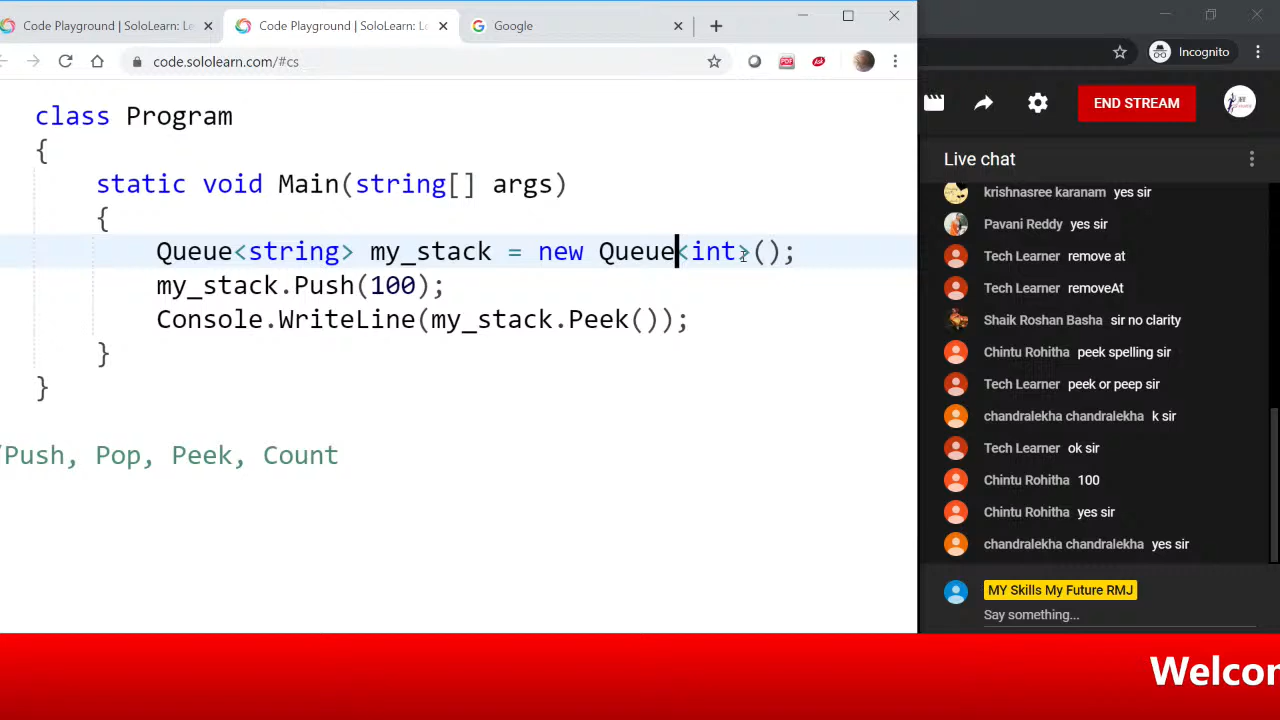 Code Playground | SoloLearn: Le
Code Playground | SoloLearn: L
Google
code.sololearn.com/#cs
PDF
Ask
Incognito
END STREAM
class Program
{
static void Main(string[] args)
{
Queue<string> my_stack = new Queue<int>();
my_stack.Push(100);
Console.WriteLine(my_stack.Peek());
}
}
/Push, Pop, Peek, Count
Live chat
krishnasree karanam yes sir
Pavani Reddy yes sir
Tech Learner remove at
Tech Learner removeAt
Shaik Roshan Basha sir no clarity
Chintu Rohitha peek spelling sir
Tech Learner peek or peep sir
chandralekha chandralekha k sir
Tech Learner ok sir
Chintu Rohitha 100
Chintu Rohitha yes sir
chandralekha chandralekha yes sir
MY Skills My Future RMJ
Say something...
Welcon